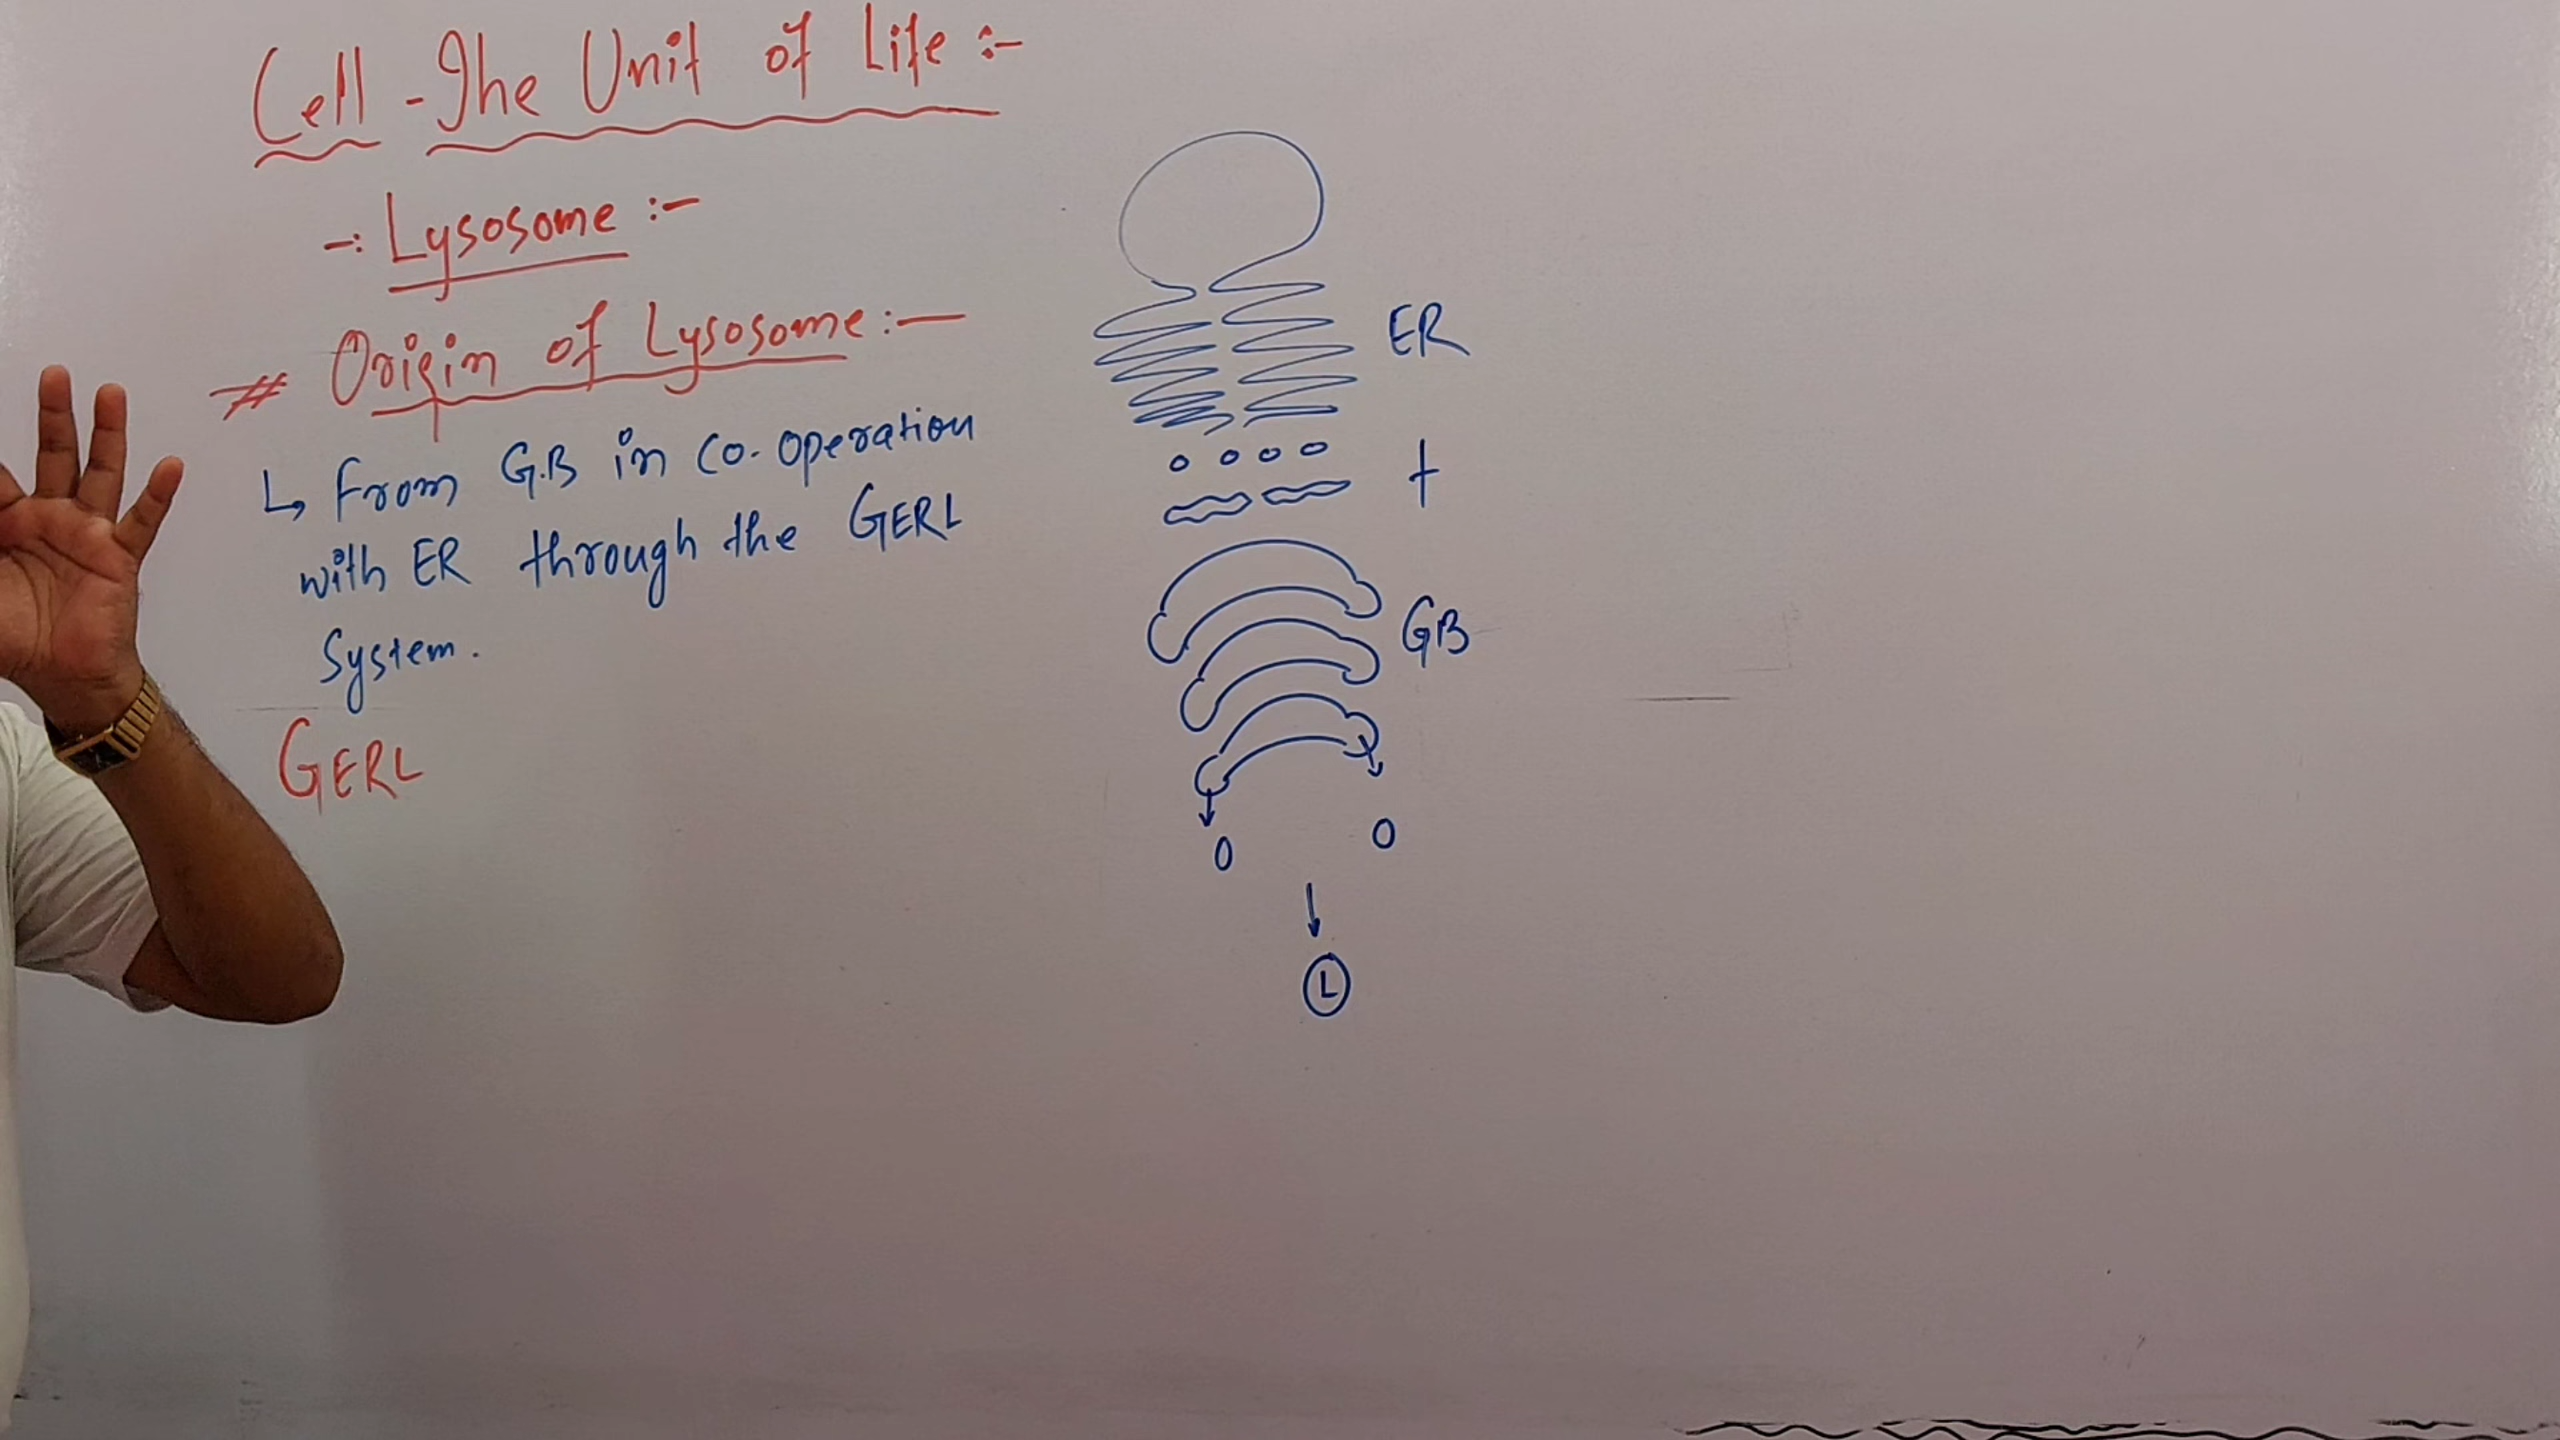 Cell - The Unit of Life :-
-: Lysosome :-
# Origin of Lysosome :-
↳ From G.B in co-operation
with ER through the GERL
System.
GERL
ER
+
GB
L